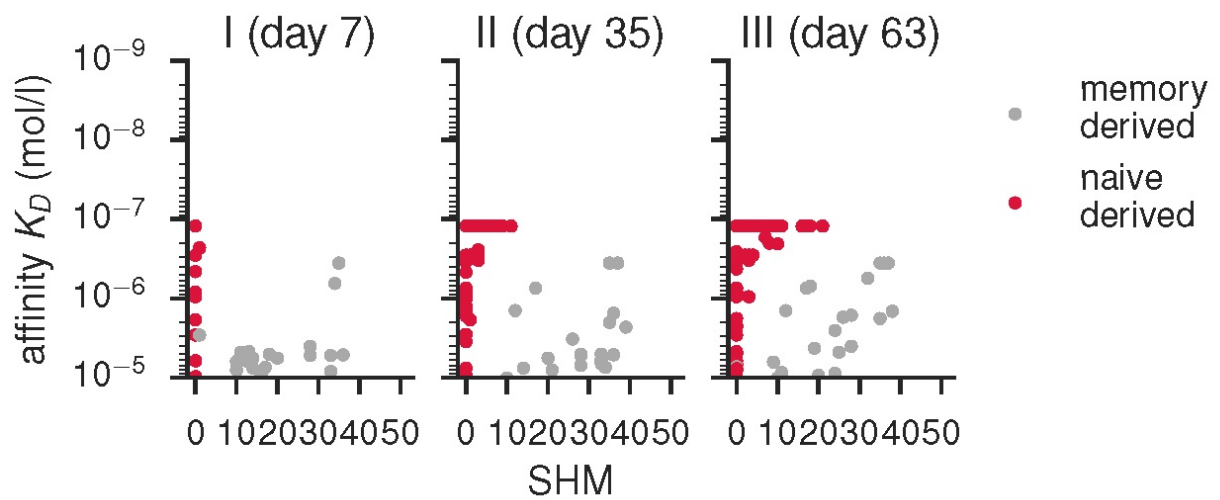 I (day 7)
II (day 35)
III (day 63)
affinity K_D (mol/l)
10⁻⁹
10⁻⁸
10⁻⁷
10⁻⁶
10⁻⁵
0 10 20 30 40 50
0 10 20 30 40 50
0 10 20 30 40 50
SHM
memory
derived
naive
derived